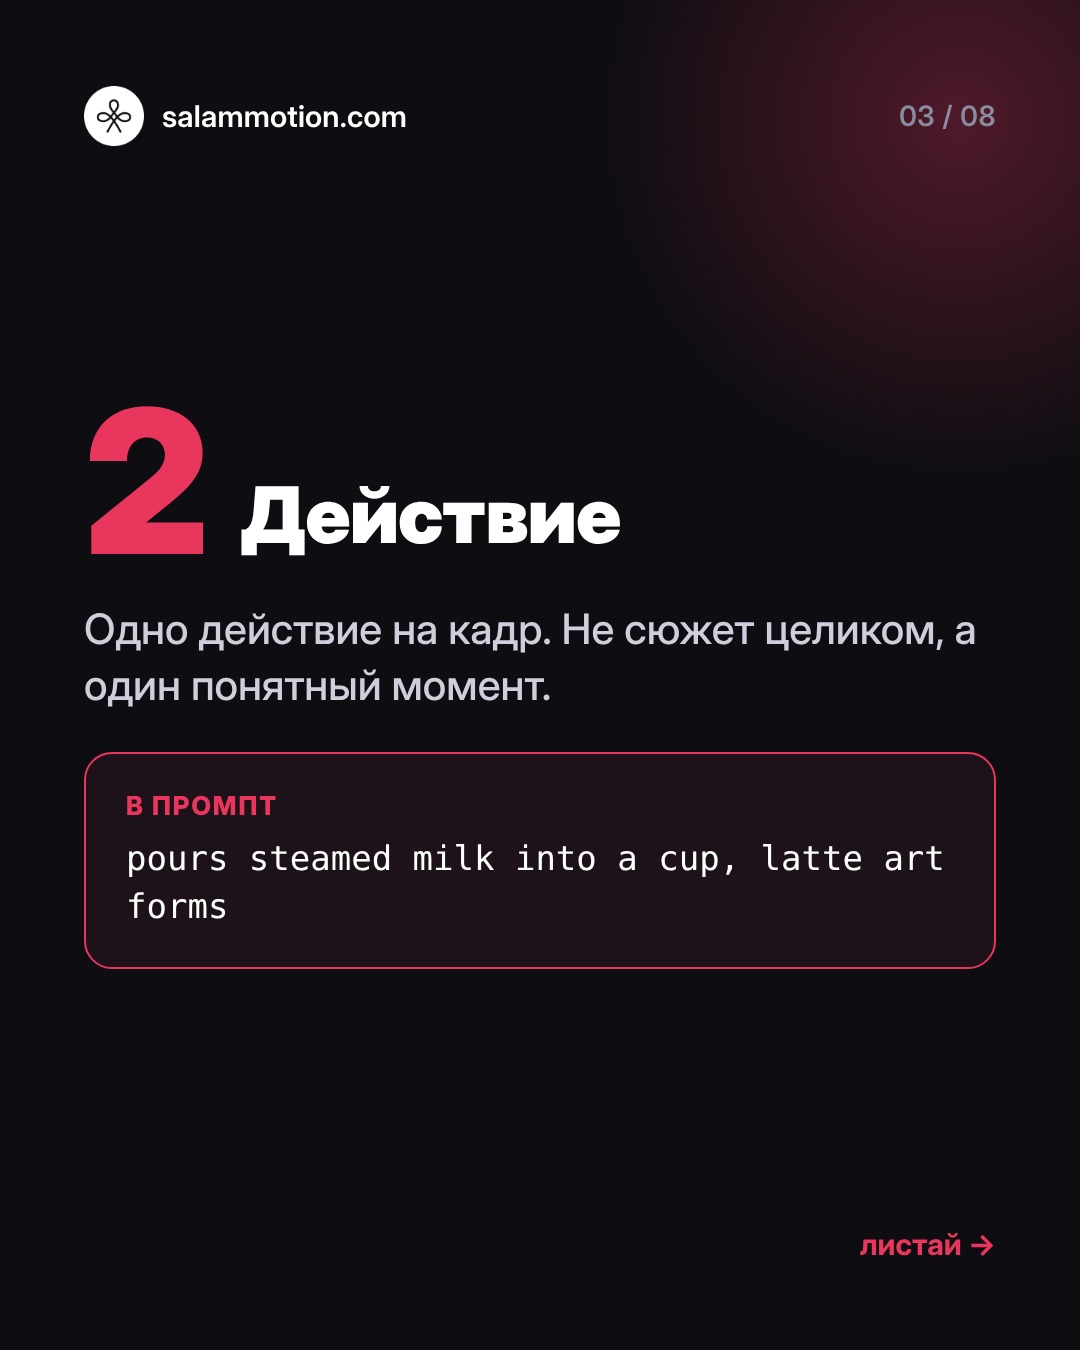 salammotion.com
03 / 08
2 Действие
Одно действие на кадр. Не сюжет целиком, а
один понятный момент.
В ПРОМПТ
pours steamed milk into a cup, latte art
forms
листай →